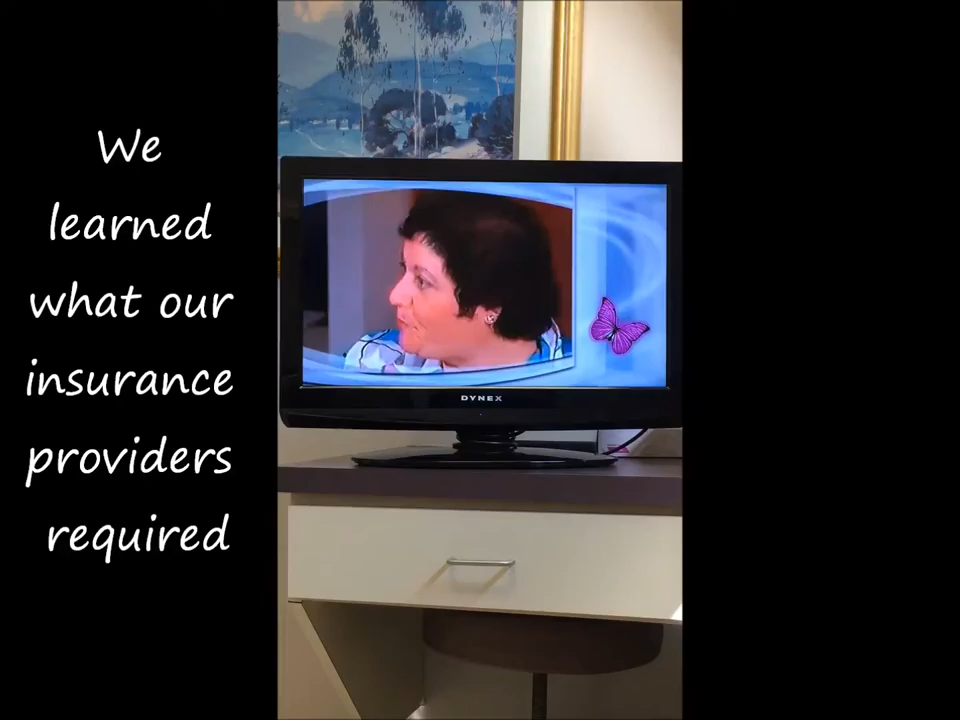 We
learned
what our
insurance
providers
required
DYNEX